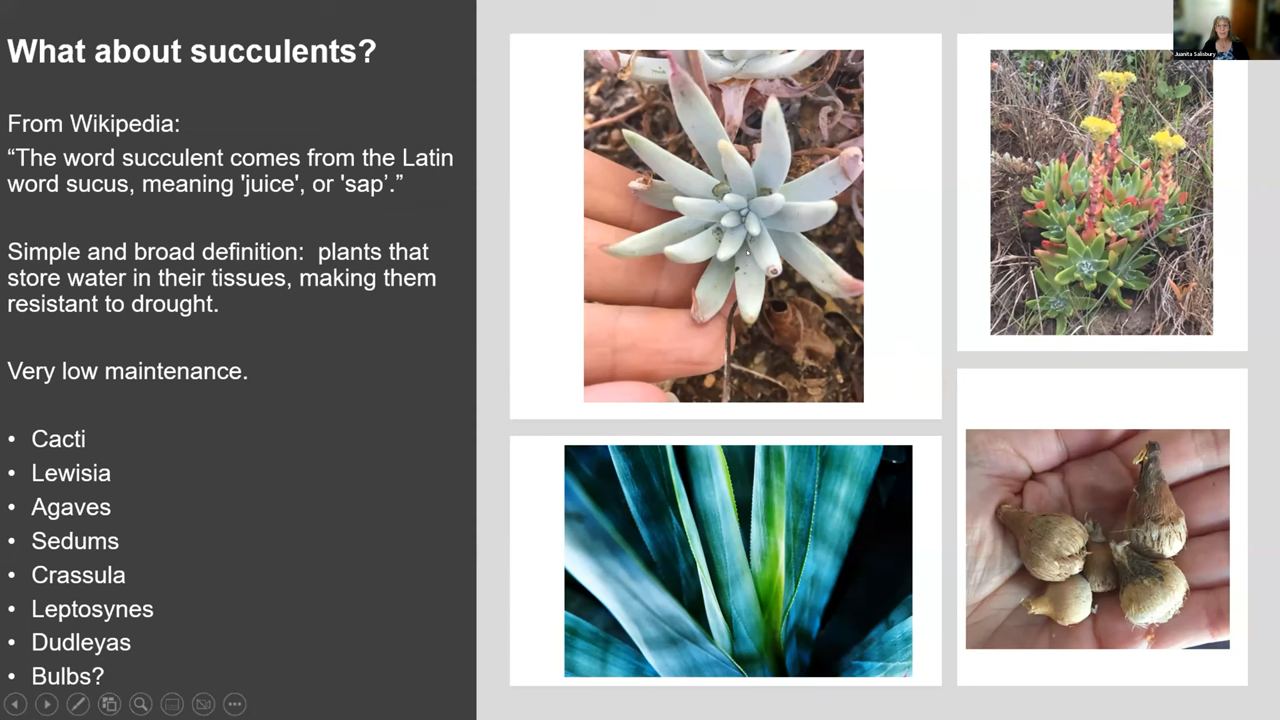 What about succulents?
From Wikipedia:
“The word succulent comes from the Latin
word sucus, meaning 'juice', or 'sap’.”
Simple and broad definition:  plants that
store water in their tissues, making them
resistant to drought.
Very low maintenance.
• Cacti
• Lewisia
• Agaves
• Sedums
• Crassula
• Leptosynes
• Dudleyas
• Bulbs?
Juanita Salisbury